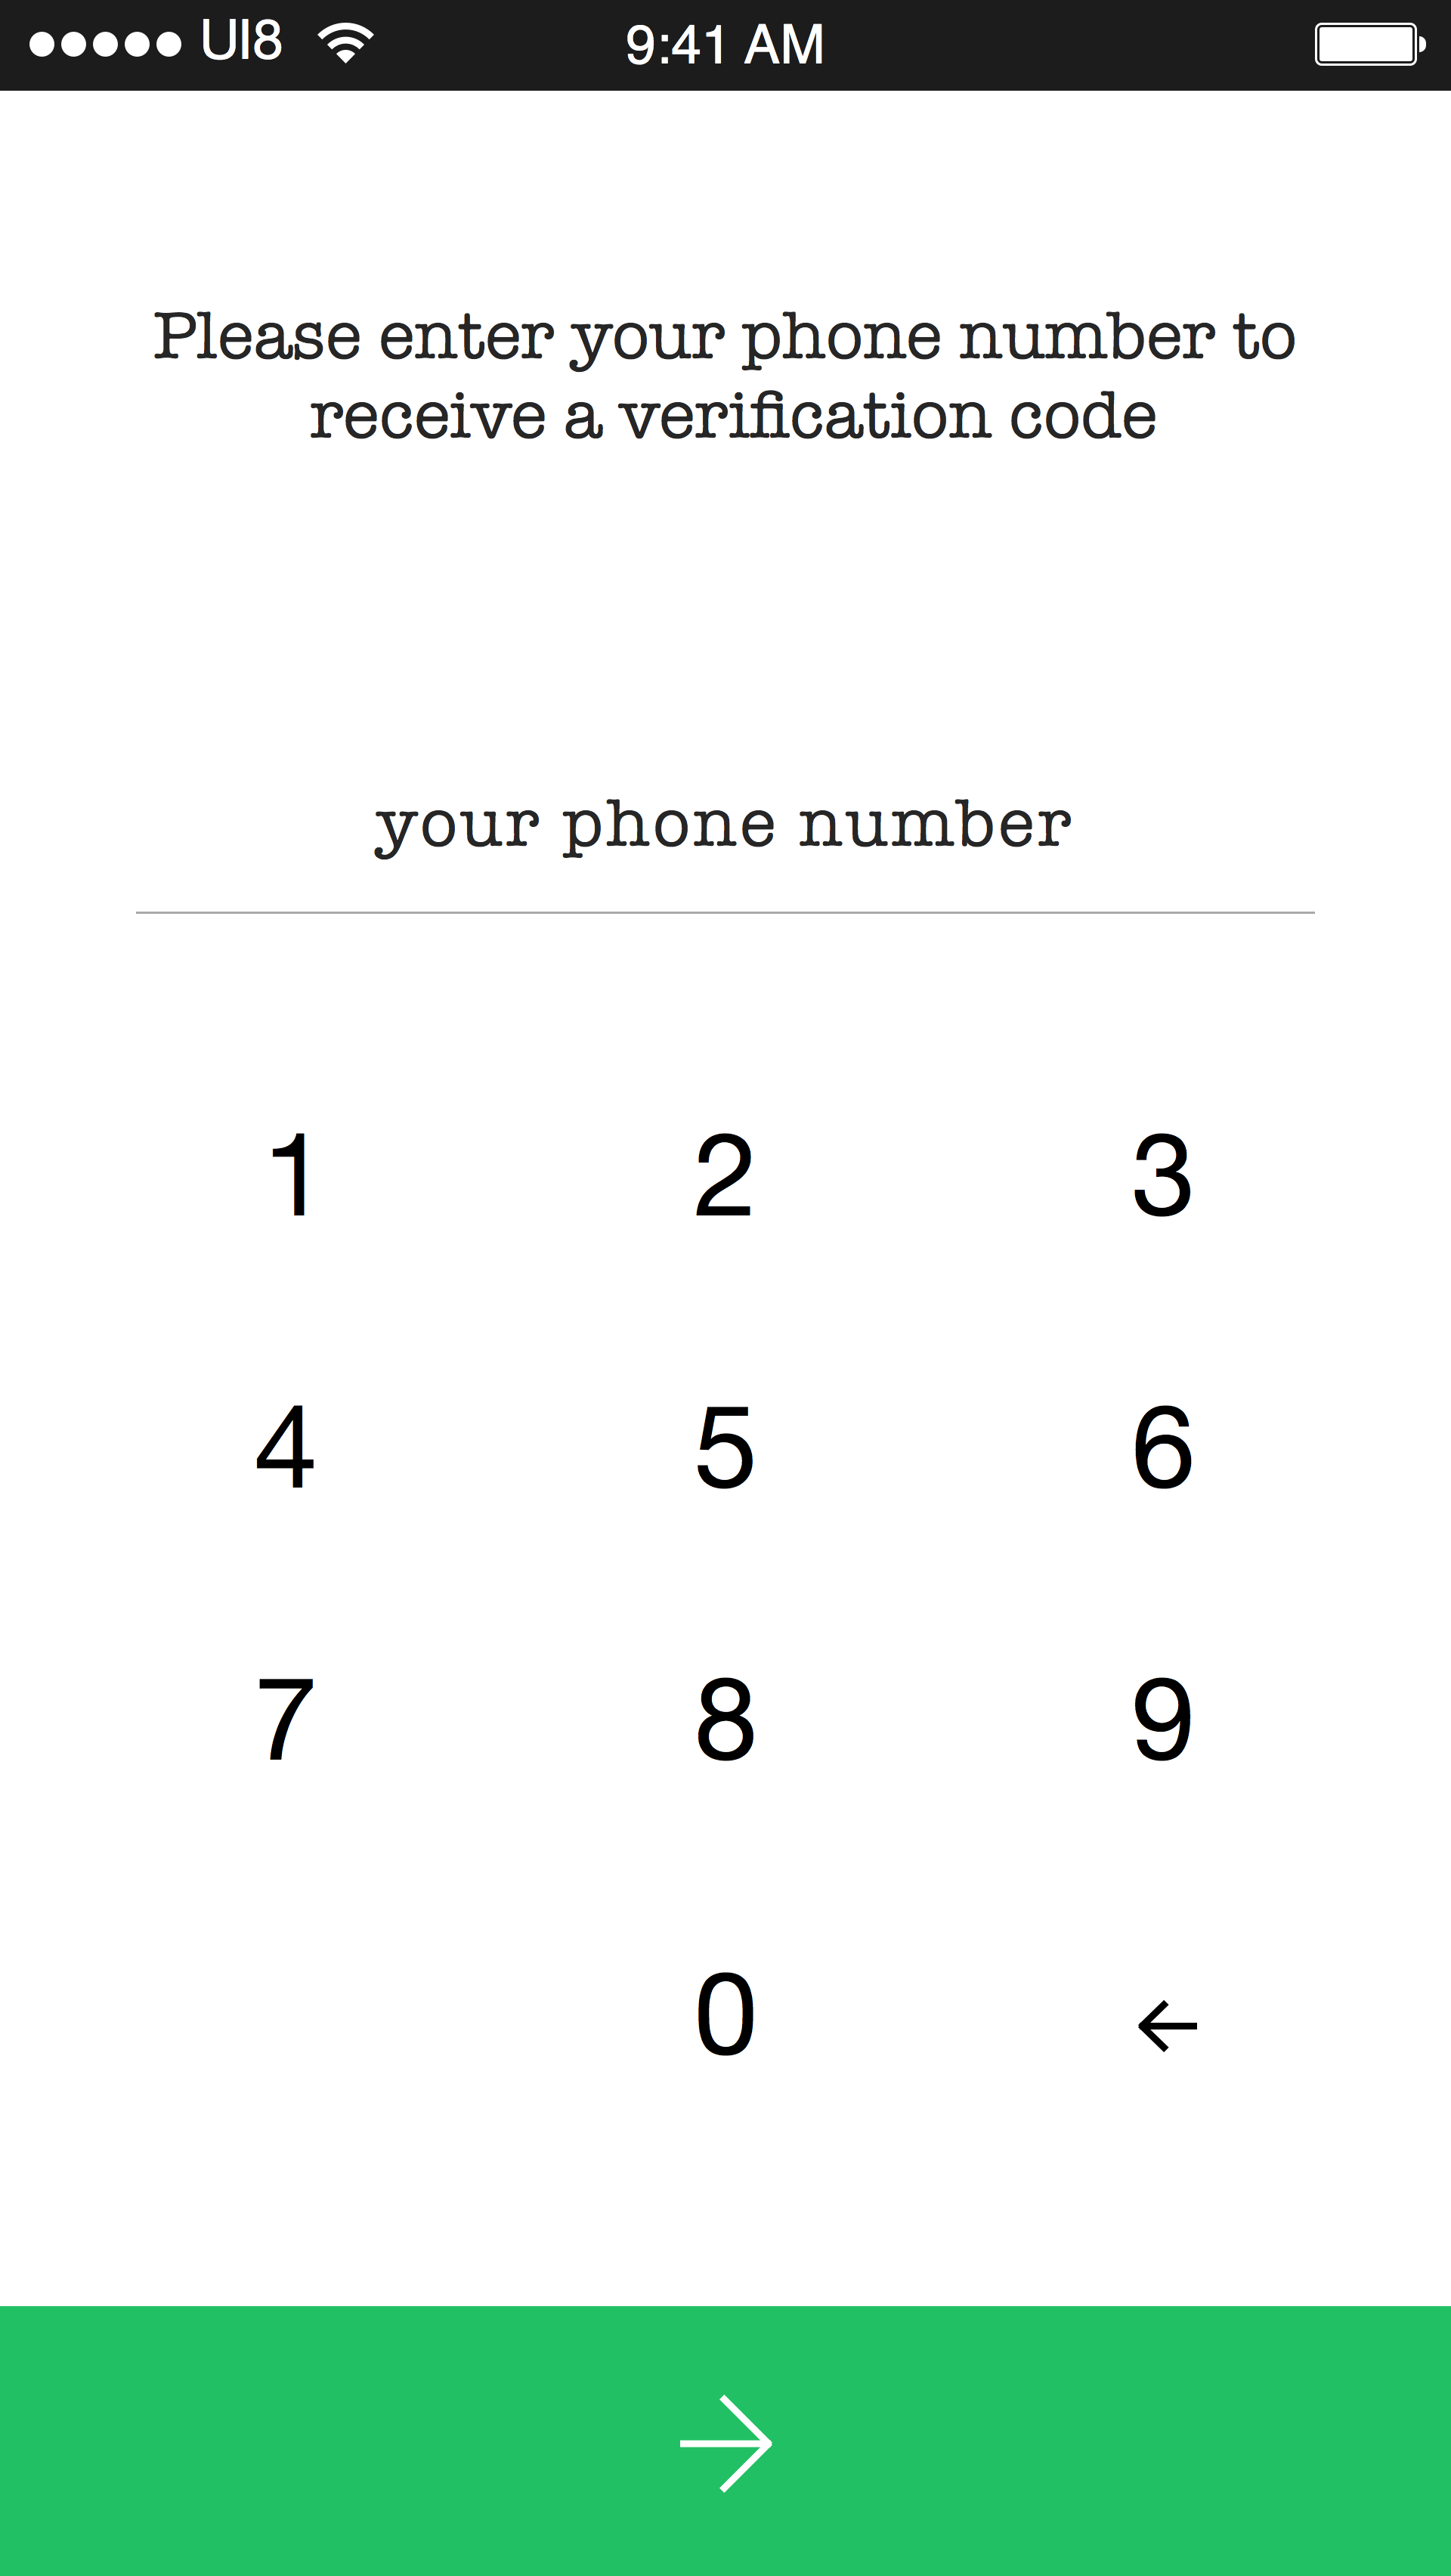 UI8 9:41 AM
Please enter your phone number to
receive a verification code
your phone number
1 2 3
4 5 6
7 8 9
0